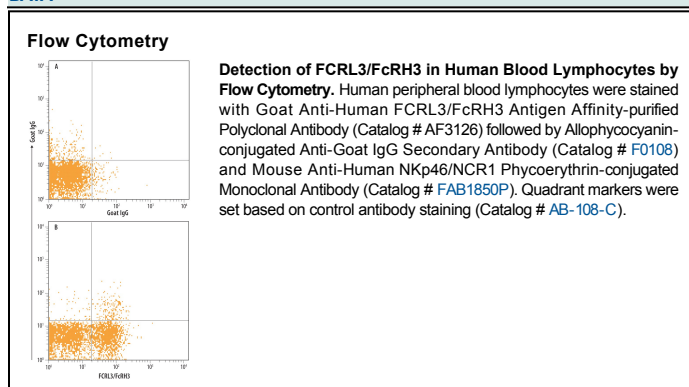 Flow Cytometry
A
Goat IgG
Goat IgG
B
FCRL3/FcRH3
Detection of FCRL3/FcRH3 in Human Blood Lymphocytes by
Flow Cytometry. Human peripheral blood lymphocytes were stained
with Goat Anti-Human FCRL3/FcRH3 Antigen Affinity-purified
Polyclonal Antibody (Catalog # AF3126) followed by Allophycocyanin-
conjugated Anti-Goat IgG Secondary Antibody (Catalog # F0108)
and Mouse Anti-Human NKp46/NCR1 Phycoerythrin-conjugated
Monoclonal Antibody (Catalog # FAB1850P). Quadrant markers were
set based on control antibody staining (Catalog # AB-108-C).